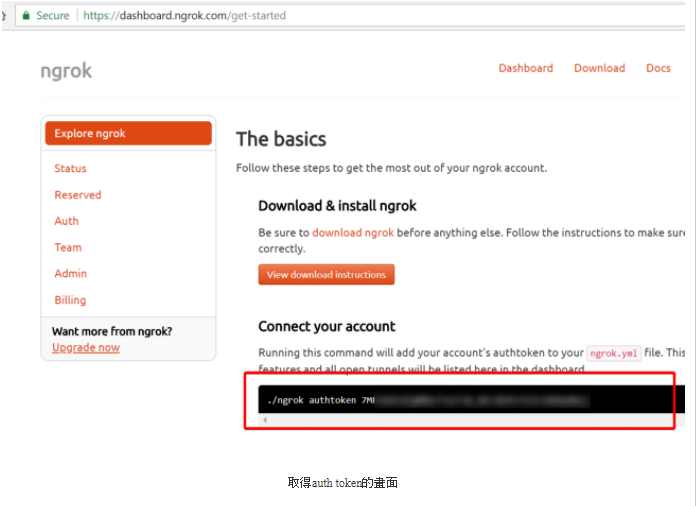 Secure | https://dashboard.ngrok.com/get-started
ngrok
Dashboard Download Docs
Explore ngrok
Status
Reserved
Auth
Team
Admin
Billing
Want more from ngrok?
Upgrade now
The basics
Follow these steps to get the most out of your ngrok account.
Download & install ngrok
Be sure to download ngrok before anything else. Follow the instructions to make sure
correctly.
View download instructions
Connect your account
Running this command will add your account's authtoken to your ngrok.yml file. This
features and all open tunnels will be listed here in the dashboard
./ngrok authtoken
取得auth token的畫面